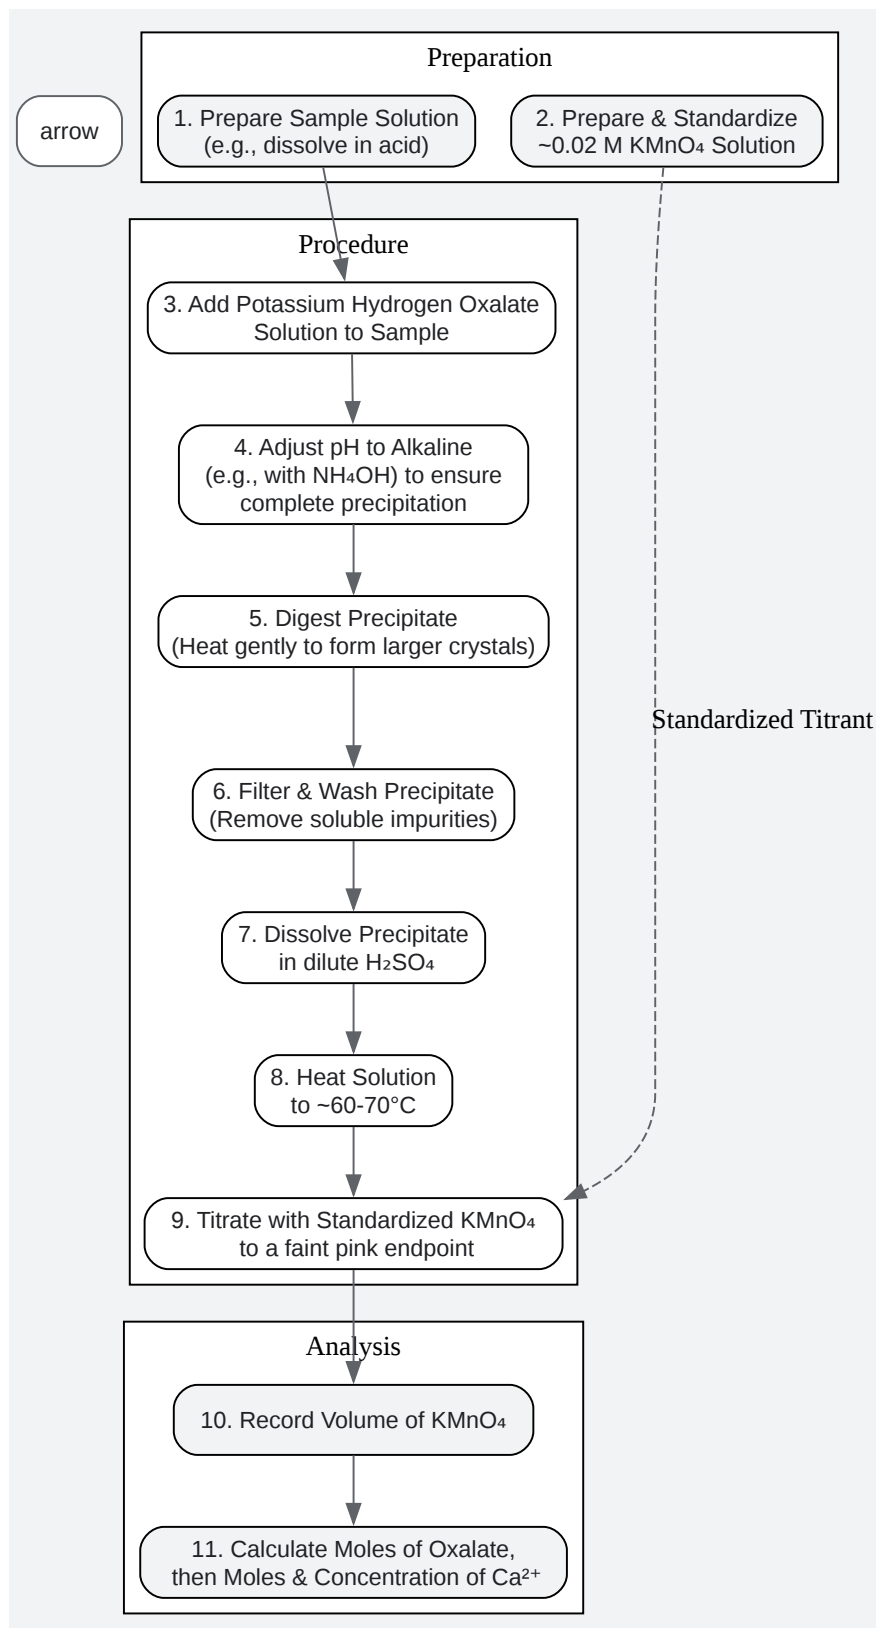 Preparation
arrow
1. Prepare Sample Solution
(e.g., dissolve in acid)
2. Prepare & Standardize
~0.02 M KMnO₄ Solution
Procedure
3. Add Potassium Hydrogen Oxalate
Solution to Sample
4. Adjust pH to Alkaline
(e.g., with NH₄OH) to ensure
complete precipitation
5. Digest Precipitate
(Heat gently to form larger crystals)
Standardized Titrant
6. Filter & Wash Precipitate
(Remove soluble impurities)
7. Dissolve Precipitate
in dilute H₂SO₄
8. Heat Solution
to ~60-70°C
9. Titrate with Standardized KMnO₄
to a faint pink endpoint
Analysis
10. Record Volume of KMnO₄
11. Calculate Moles of Oxalate,
then Moles & Concentration of Ca²⁺